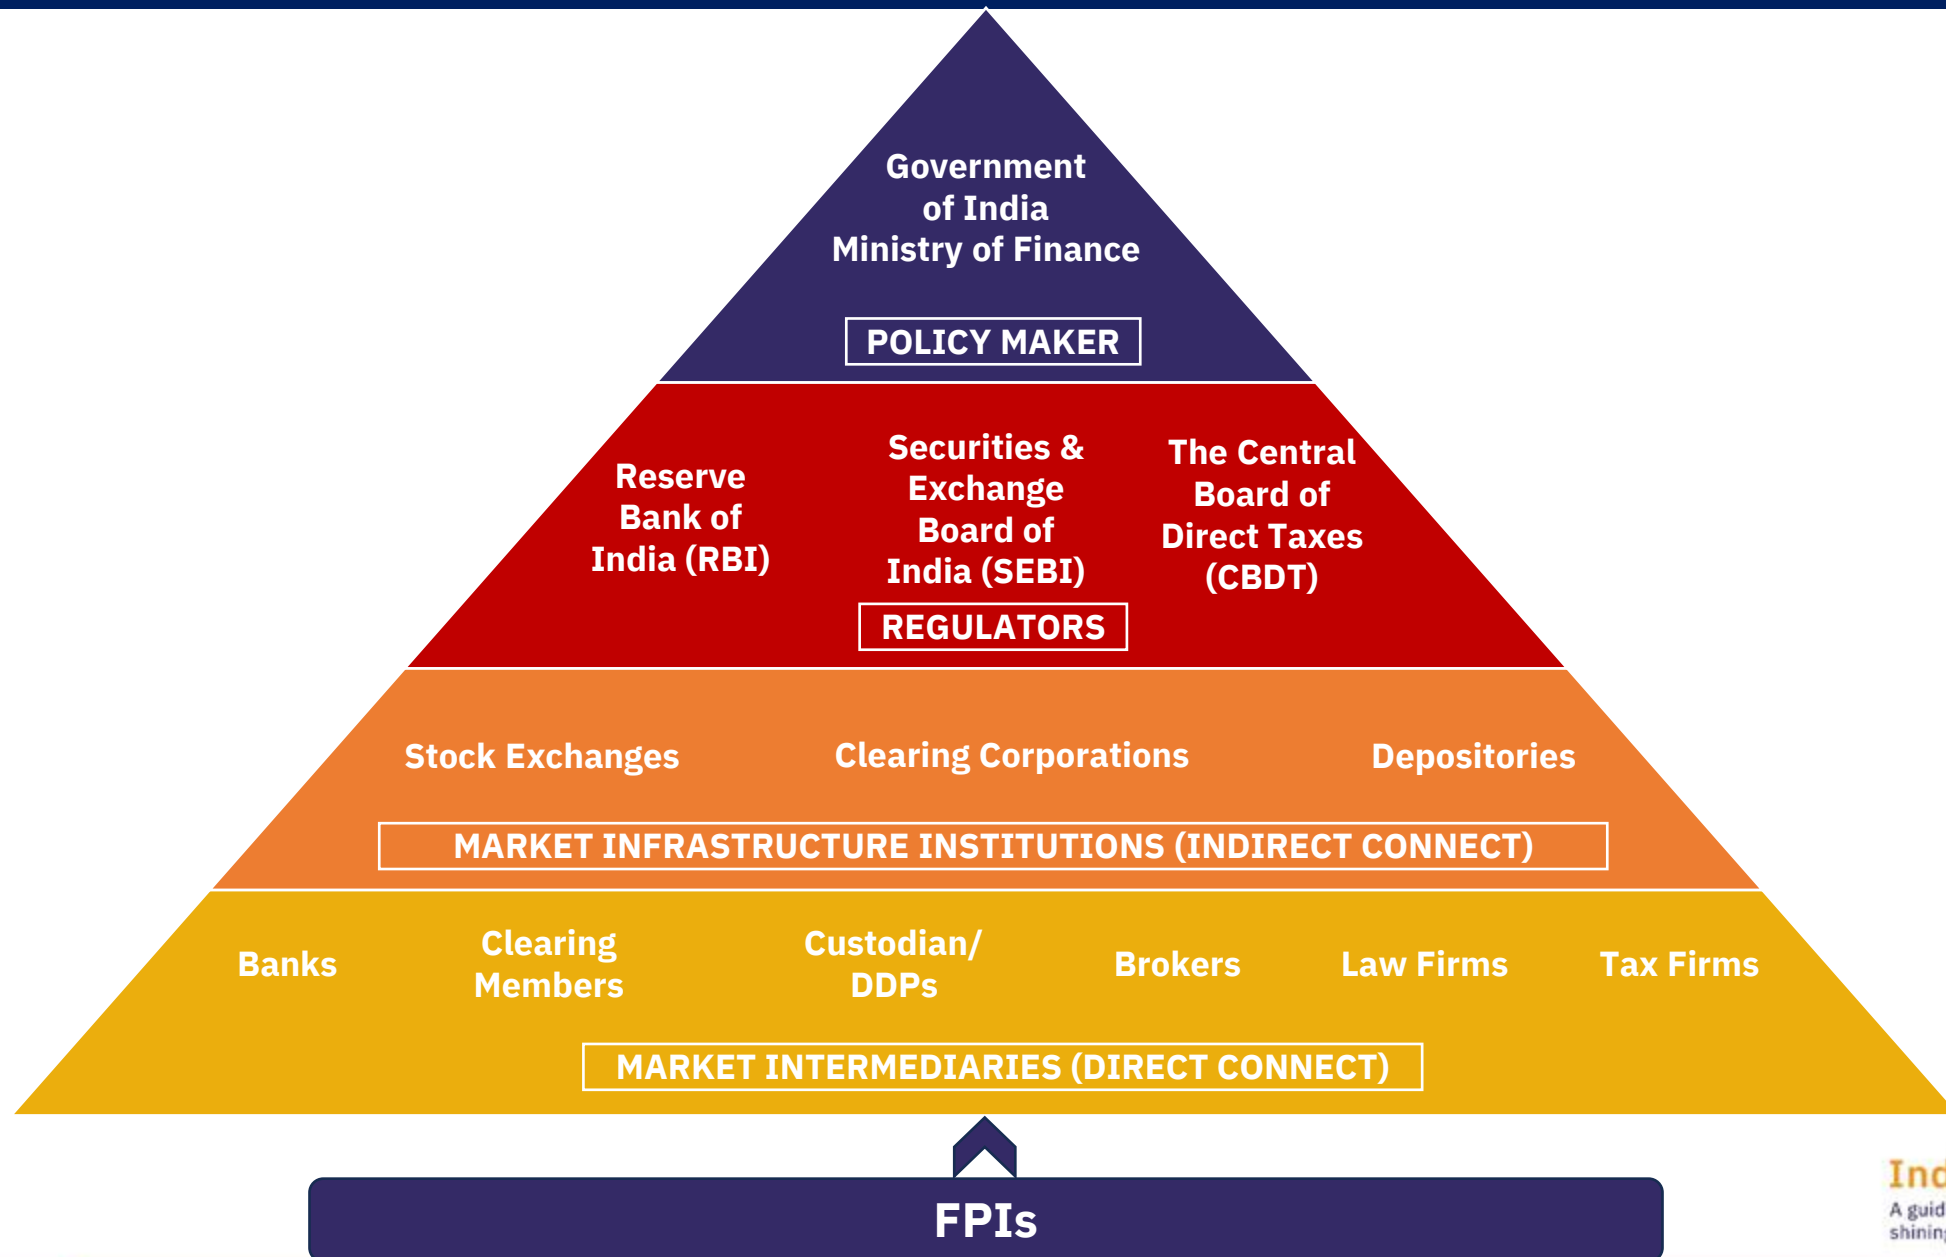 Government
of India
Ministry of Finance
POLICY MAKER
Reserve
Bank of
India (RBI)
Securities &
Exchange
Board of
India (SEBI)
The Central
Board of
Direct Taxes
(CBDT)
REGULATORS
Stock Exchanges
Clearing Corporations
Depositories
MARKET INFRASTRUCTURE INSTITUTIONS (INDIRECT CONNECT)
Banks
Clearing
Members
Custodian/
DDPs
Brokers
Law Firms
Tax Firms
MARKET INTERMEDIARIES (DIRECT CONNECT)
FPIs
A